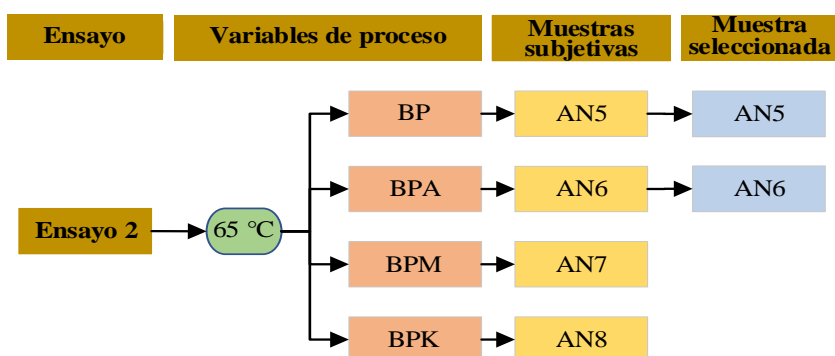 Ensayo
Variables de proceso
Muestras
subjetivas
Muestra
seleccionada
BP
AN5
AN5
BPA
AN6
AN6
Ensayo 2
65 °C
BPM
AN7
BPK
AN8